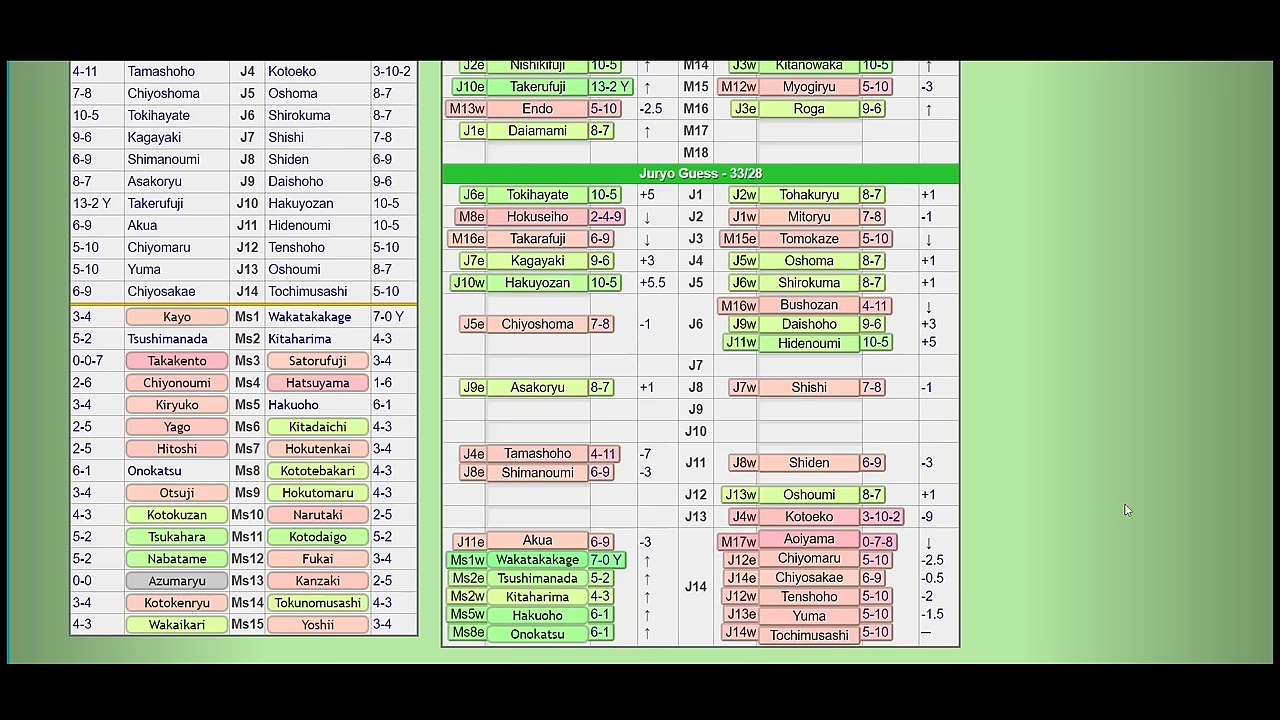 4-11 Tamashoho J4 Kotoeko 3-10-2
7-8 Chiyoshoma J5 Oshoma 8-7
10-5 Tokihayate J6 Shirokuma 8-7
9-6 Kagayaki J7 Shishi 7-8
6-9 Shimanoumi J8 Shiden 6-9
8-7 Asakoryu J9 Daishoho 9-6
13-2 Y Takerufuji J10 Hakuyozan 10-5
6-9 Akua J11 Hidenoumi 10-5
5-10 Chiyomaru J12 Tenshoho 5-10
5-10 Yuma J13 Oshoumi 8-7
6-9 Chiyosakae J14 Tochimusashi 5-10
3-4 Kayo Ms1 Wakatakakage 7-0 Y
5-2 Tsushimanada Ms2 Kitaharima 4-3
0-0-7 Takakento Ms3 Satorufuji 3-4
2-6 Chiyonoumi Ms4 Hatsuyama 1-6
3-4 Kiryuko Ms5 Hakuoho 6-1
2-5 Yago Ms6 Kitadaichi 4-3
2-5 Hitoshi Ms7 Hokutenkai 3-4
6-1 Onokatsu Ms8 Kototebakari 4-3
3-4 Otsuji Ms9 Hokutomaru 4-3
4-3 Kotokuzan Ms10 Narutaki 2-5
5-2 Tsukahara Ms11 Kotodaigo 5-2
5-2 Nabatame Ms12 Fukai 3-4
0-0 Azumaryu Ms13 Kanzaki 2-5
3-4 Kotokenryu Ms14 Tokunomusashi 4-3
4-3 Wakaikari Ms15 Yoshii 3-4
J2e Nishikifuji 10-5 ↑ M14 J3w Kitanowaka 10-5 ↑
J10e Takerufuji 13-2 Y ↑ M15 M12w Myogiryu 5-10 -3
M13w Endo 5-10 -2.5 M16 J3e Roga 9-6 ↑
J1e Daiamami 8-7 ↑ M17
M18
Juryo Guess - 33/28
J6e Tokihayate 10-5 +5 J1 J2w Tohakuryu 8-7 +1
M8e Hokuseiho 2-4-9 ↓ J2 J1w Mitoryu 7-8 -1
M16e Takarafuji 6-9 ↓ J3 M15e Tomokaze 5-10 ↓
J7e Kagayaki 9-6 +3 J4 J5w Oshoma 8-7 +1
J10w Hakuyozan 10-5 +5.5 J5 J6w Shirokuma 8-7 +1
M16w Bushozan 4-11 ↓
J5e Chiyoshoma 7-8 -1 J6 J9w Daishoho 9-6 +3
J11w Hidenoumi 10-5 +5
J7
J9e Asakoryu 8-7 +1 J8 J7w Shishi 7-8 -1
J9
J10
J4e Tamashoho 4-11 -7
J11 J8w Shiden 6-9 -3
J8e Shimanoumi 6-9 -3
J12 J13w Oshoumi 8-7 +1
J13 J4w Kotoeko 3-10-2 -9
J11e Akua 6-9 -3 M17w Aoiyama 0-7-8 ↓
Ms1w Wakatakakage 7-0 Y ↑ J12e Chiyomaru 5-10 -2.5
Ms2e Tsushimanada 5-2 ↑ J14e Chiyosakae 6-9 -0.5
J14
Ms2w Kitaharima 4-3 ↑ J12w Tenshoho 5-10 -2
Ms5w Hakuoho 6-1 ↑ J13e Yuma 5-10 -1.5
Ms8e Onokatsu 6-1 ↑ J14w Tochimusashi 5-10 —